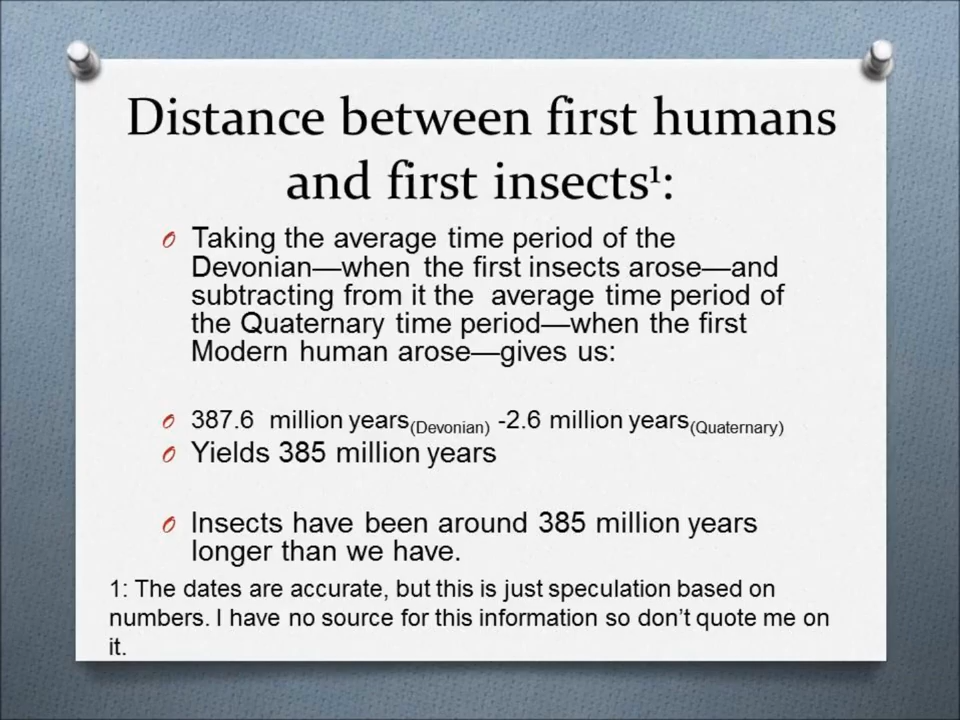 Distance between first humans
and first insects¹:
Taking the average time period of the
Devonian—when the first insects arose—and
subtracting from it the average time period of
the Quaternary time period—when the first
Modern human arose—gives us:
387.6 million years(Devonian) -2.6 million years(Quaternary)
Yields 385 million years
Insects have been around 385 million years
longer than we have.
1: The dates are accurate, but this is just speculation based on
numbers. I have no source for this information so don’t quote me on
it.